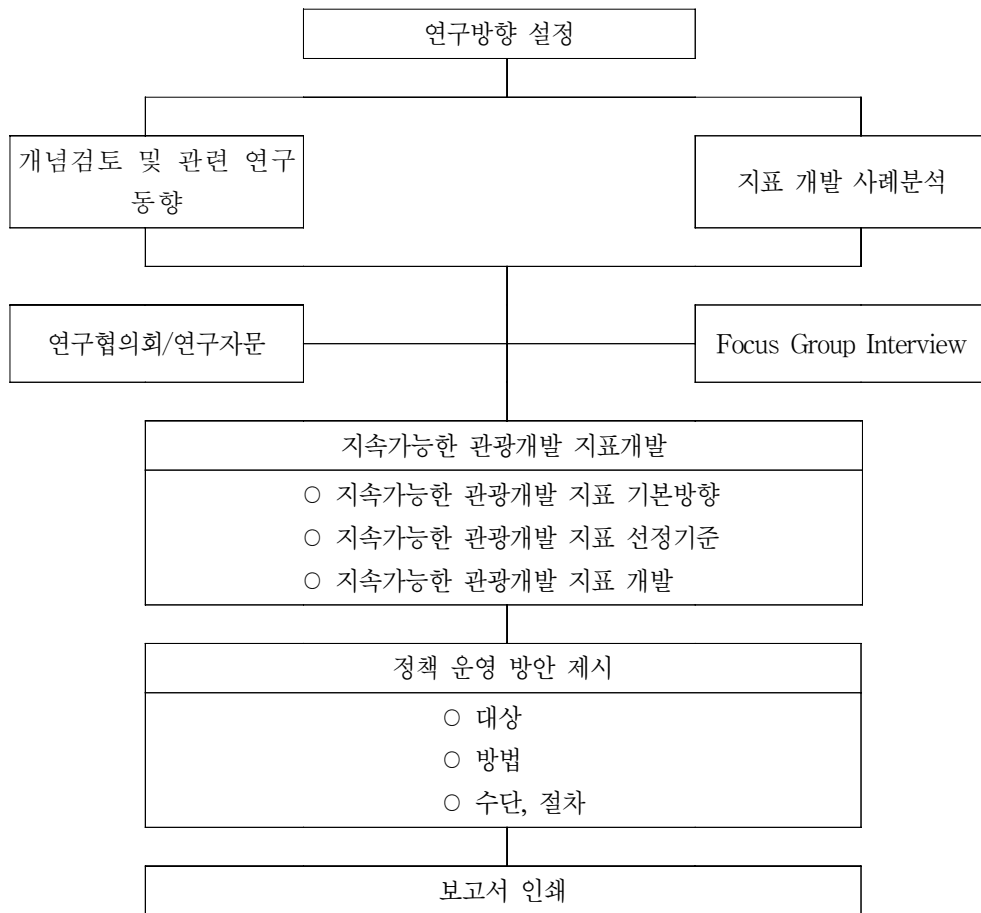 연구방향 설정
개념검토 및 관련 연구
동향
지표 개발 사례분석
연구협의회/연구자문
Focus Group Interview
지속가능한 관광개발 지표개발
○ 지속가능한 관광개발 지표 기본방향
○ 지속가능한 관광개발 지표 선정기준
○ 지속가능한 관광개발 지표 개발
정책 운영 방안 제시
○ 대상
○ 방법
○ 수단, 절차
보고서 인쇄